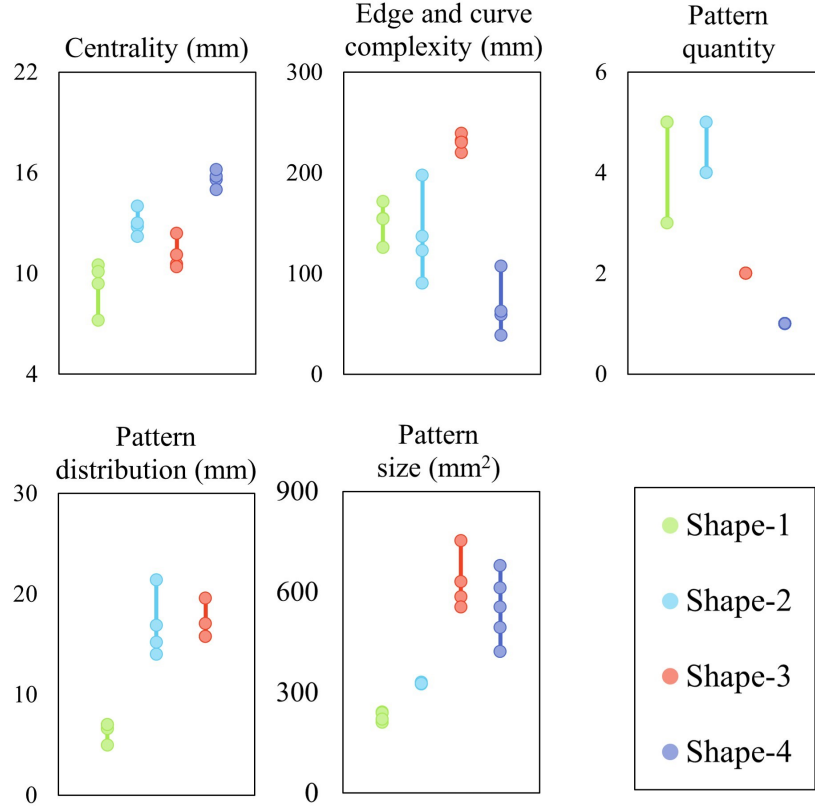 Centrality (mm)
22
16
10
4
Edge and curve
complexity (mm)
300
200
100
0
Pattern
quantity
6
4
2
0
Pattern
distribution (mm)
30
20
10
0
Pattern
size (mm²)
900
600
300
0
Shape-1
Shape-2
Shape-3
Shape-4